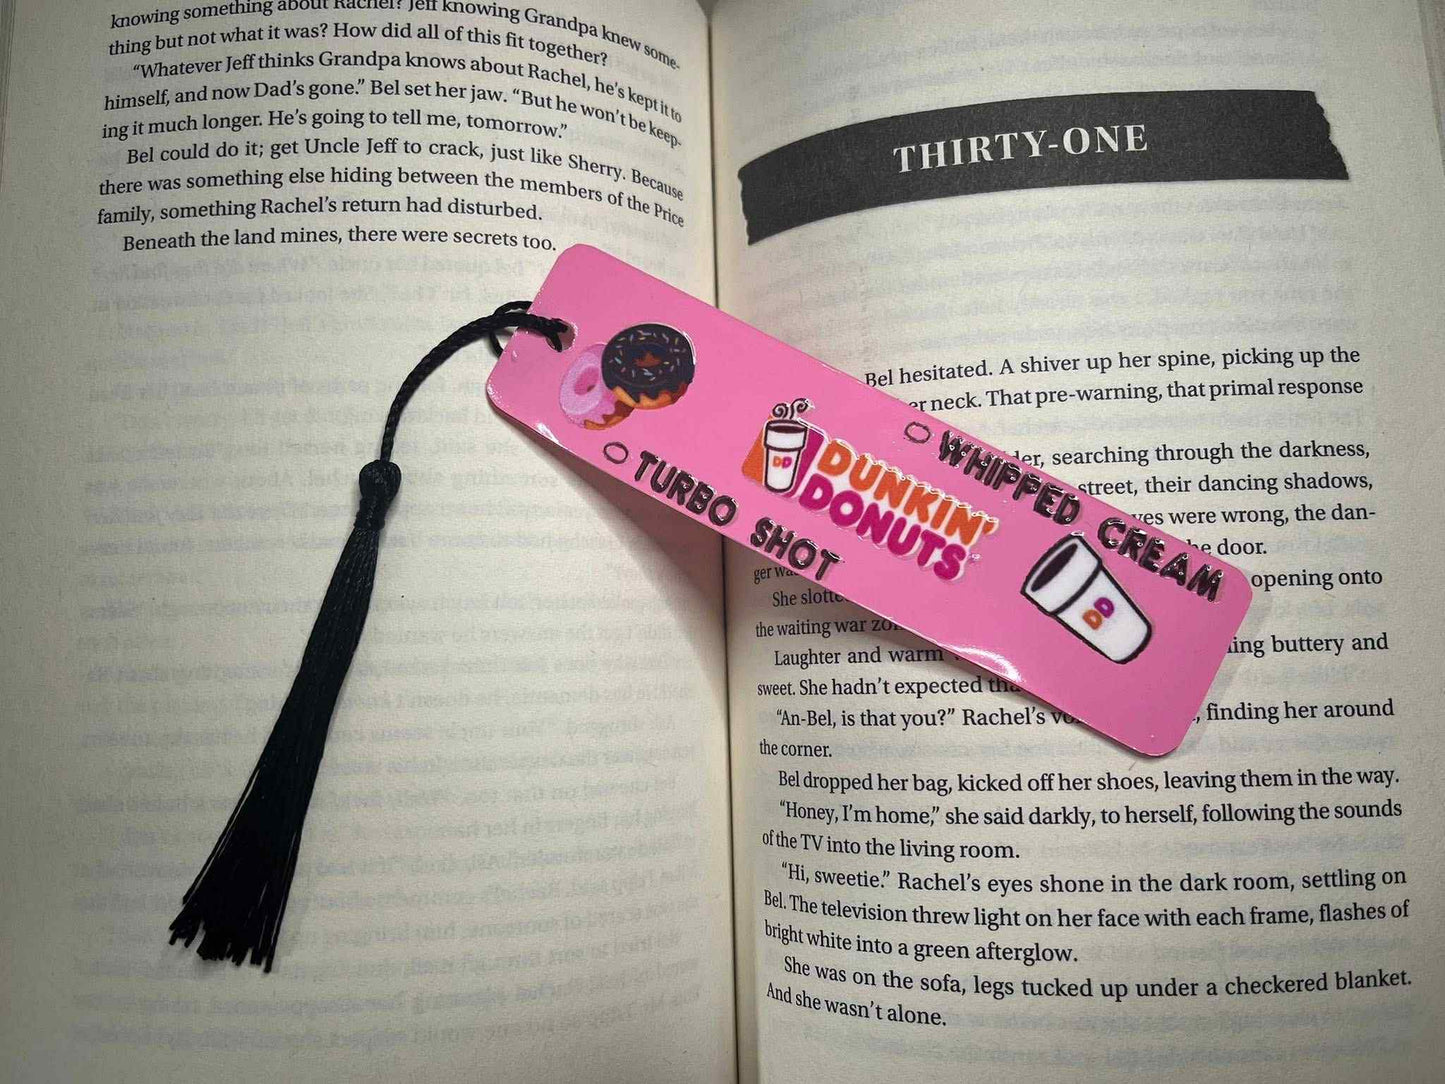 knowing something about Rachel? Jeff knowing Grandpa knew some-
thing but not what it was? How did all of this fit together?
“Whatever Jeff thinks Grandpa knows about Rachel, he’s kept it to
himself, and now Dad’s gone.” Bel set her jaw. “But he won’t be keep-
ing it much longer. He’s going to tell me, tomorrow.”
Bel could do it; get Uncle Jeff to crack, just like Sherry. Because
there was something else hiding between the members of the Price
family, something Rachel’s return had disturbed.
Beneath the land mines, there were secrets too.
TURBO SHOT
DD
DUNKIN’
DONUTS
WHIPPED CREAM
DD
THIRTY-ONE
Bel hesitated. A shiver up her spine, picking up the
neck. That pre-warning, that primal response
searching through the darkness,
street, their dancing shadows,
were wrong, the dan-
door.
opening onto
She
the waiting war
buttery and
Laughter and warm
sweet. She hadn’t expected
“An-Bel, is that you?” Rachel’s finding her around
the corner.
Bel dropped her bag, kicked off her shoes, leaving them in the way.
“Honey, I’m home,” she said darkly, to herself, following the sounds
of the TV into the living room.
“Hi, sweetie.” Rachel’s eyes shone in the dark room, settling on
Bel. The television threw light on her face with each frame, flashes of
bright white into a green afterglow.
She was on the sofa, legs tucked up under a checkered blanket.
And she wasn’t alone.